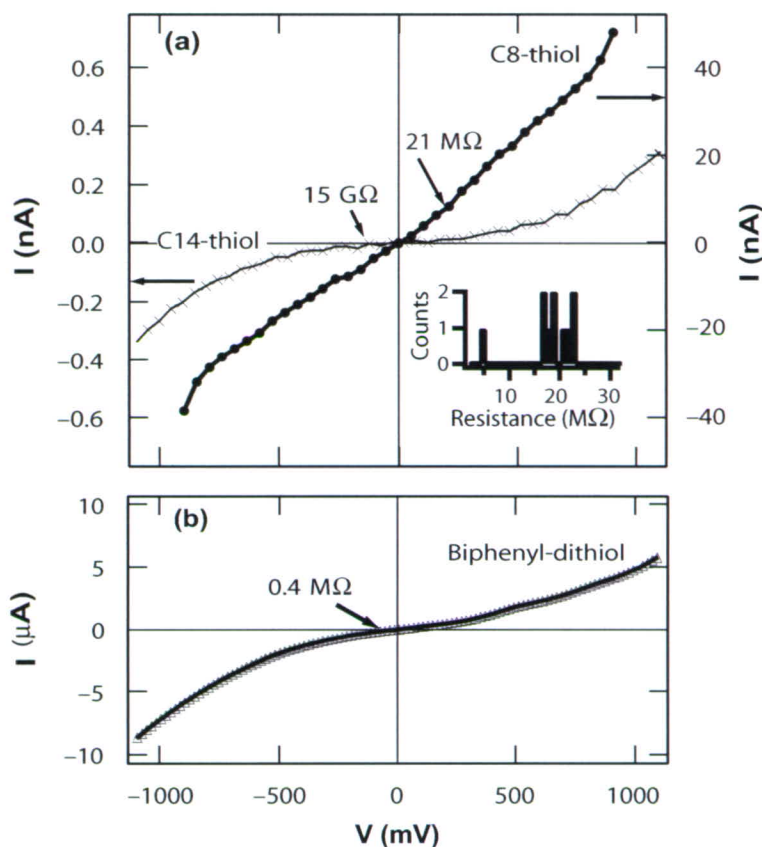 (a)
C8-thiol
21 MΩ
15 GΩ
C14-thiol
I (nA)
0.6
0.4
0.2
0.0
−0.2
−0.4
−0.6
I (nA)
40
20
0
−20
−40
Counts
2
1
0
10 20 30
Resistance (MΩ)
(b)
Biphenyl-dithiol
0.4 MΩ
I (μA)
10
5
0
−5
−10
−1000 −500 0 500 1000
V (mV)